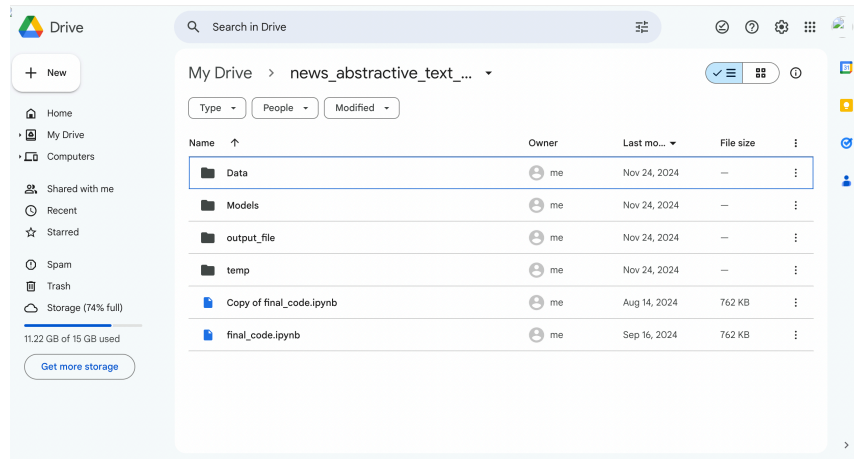 Drive
Search in Drive
New
My Drive > news_abstractive_text_...
Type People Modified
Home
My Drive
Computers
Shared with me
Recent
Starred
Spam
Trash
Storage (74% full)
11.22 GB of 15 GB used
Get more storage
Name Owner Last mo... File size
Data me Nov 24, 2024 —
Models me Nov 24, 2024 —
output_file me Nov 24, 2024 —
temp me Nov 24, 2024 —
Copy of final_code.ipynb me Aug 14, 2024 762 KB
final_code.ipynb me Sep 16, 2024 762 KB
31